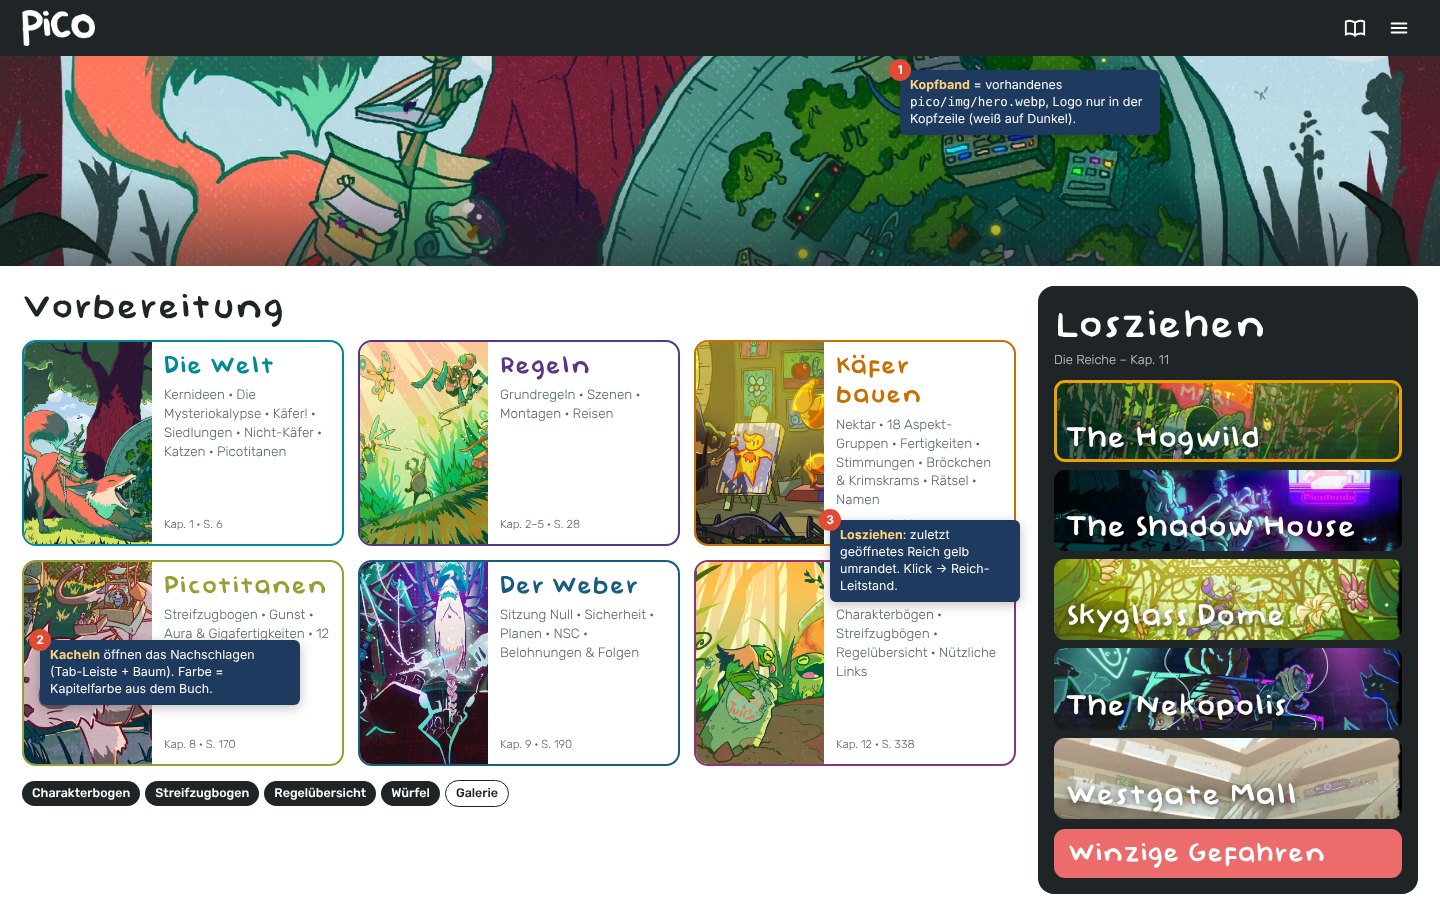 Pico
1
Kopfband = vorhandenes
pico/img/hero.webp, Logo nur in der
Kopfzeile (weiß auf Dunkel).
Vorbereitung
Die Welt
Kernideen • Die
Mysteriokalypse • Käfer! •
Siedlungen • Nicht-Käfer •
Katzen • Picotitanen
Kap. 1 • S. 6
Regeln
Grundregeln • Szenen •
Montagen • Reisen
Kap. 2–5 • S. 28
Käfer
bauen
Nektar • 18 Aspekt-
Gruppen • Fertigkeiten •
Stimmungen • Bröckchen
& Krimskrams • Rätsel •
Namen
3
Losziehen: zuletzt
geöffnetes Reich gelb
umrandet. Klick → Reich-
Leitstand.
Picotitanen
Streifzugbogen • Gunst •
Aura & Gigafertigkeiten • 12
2
Kacheln öffnen das Nachschlagen
(Tab-Leiste + Baum). Farbe =
Kapitelfarbe aus dem Buch.
Kap. 8 • S. 170
Der Weber
Sitzung Null • Sicherheit •
Planen • NSC •
Belohnungen & Folgen
Kap. 9 • S. 190
Juice
Charakterbögen •
Streifzugbögen •
Regelübersicht • Nützliche
Links
Kap. 12 • S. 338
Charakterbogen
Streifzugbogen
Regelübersicht
Würfel
Galerie
Losziehen
Die Reiche – Kap. 11
The Hogwild
Picotendo
The Shadow House
Skyglass Dome
The Nekopolis
Westgate Mall
Winzige Gefahren